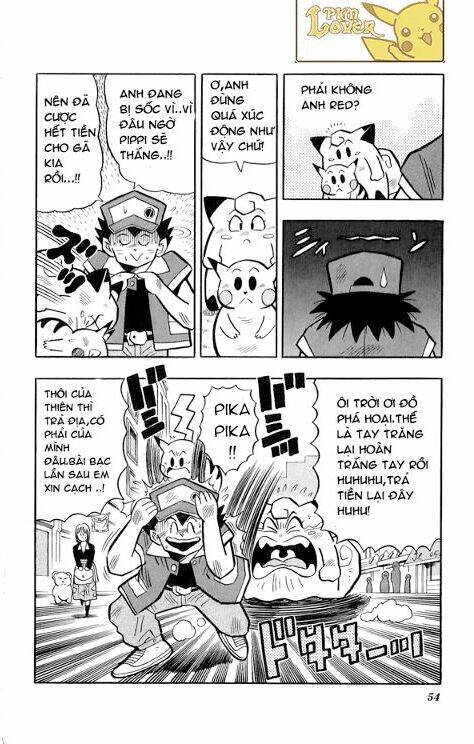 PKM
LOVER
PHẢI KHÔNG
ANH RED?
Ơ,ANH
ĐỪNG
QUÁ XÚC
ĐỘNG NHƯ
VẬY CHỨ!
ANH ĐANG
BỊ SỐC VÌ..VÌ
ĐÂU NGỜ
PIPPI SẼ
THẮNG..!!
NÊN ĐÃ
CƯỢC
HẾT TIỀN
CHO GÃ
KIA
RỒI...!!
ÔI TRỜI ƠI ĐỒ
PHÁ HOẠI.THẾ
LÀ TAY TRẮNG
LẠI HOÀN
TRÁNG TAY RỒI
HUHUHU,TRẢ
TIỀN LẠI ĐÂY
HUHU!
PIKA
PIKA
!!
THÔI CỦA
THIÊN THÌ
TRẢ ĐỊA,CÓ
PHẢI CỦA
MÌNH
ĐÂU.BÀI BẠC
LẦN SAU EM
XIN CẠCH ..!
54